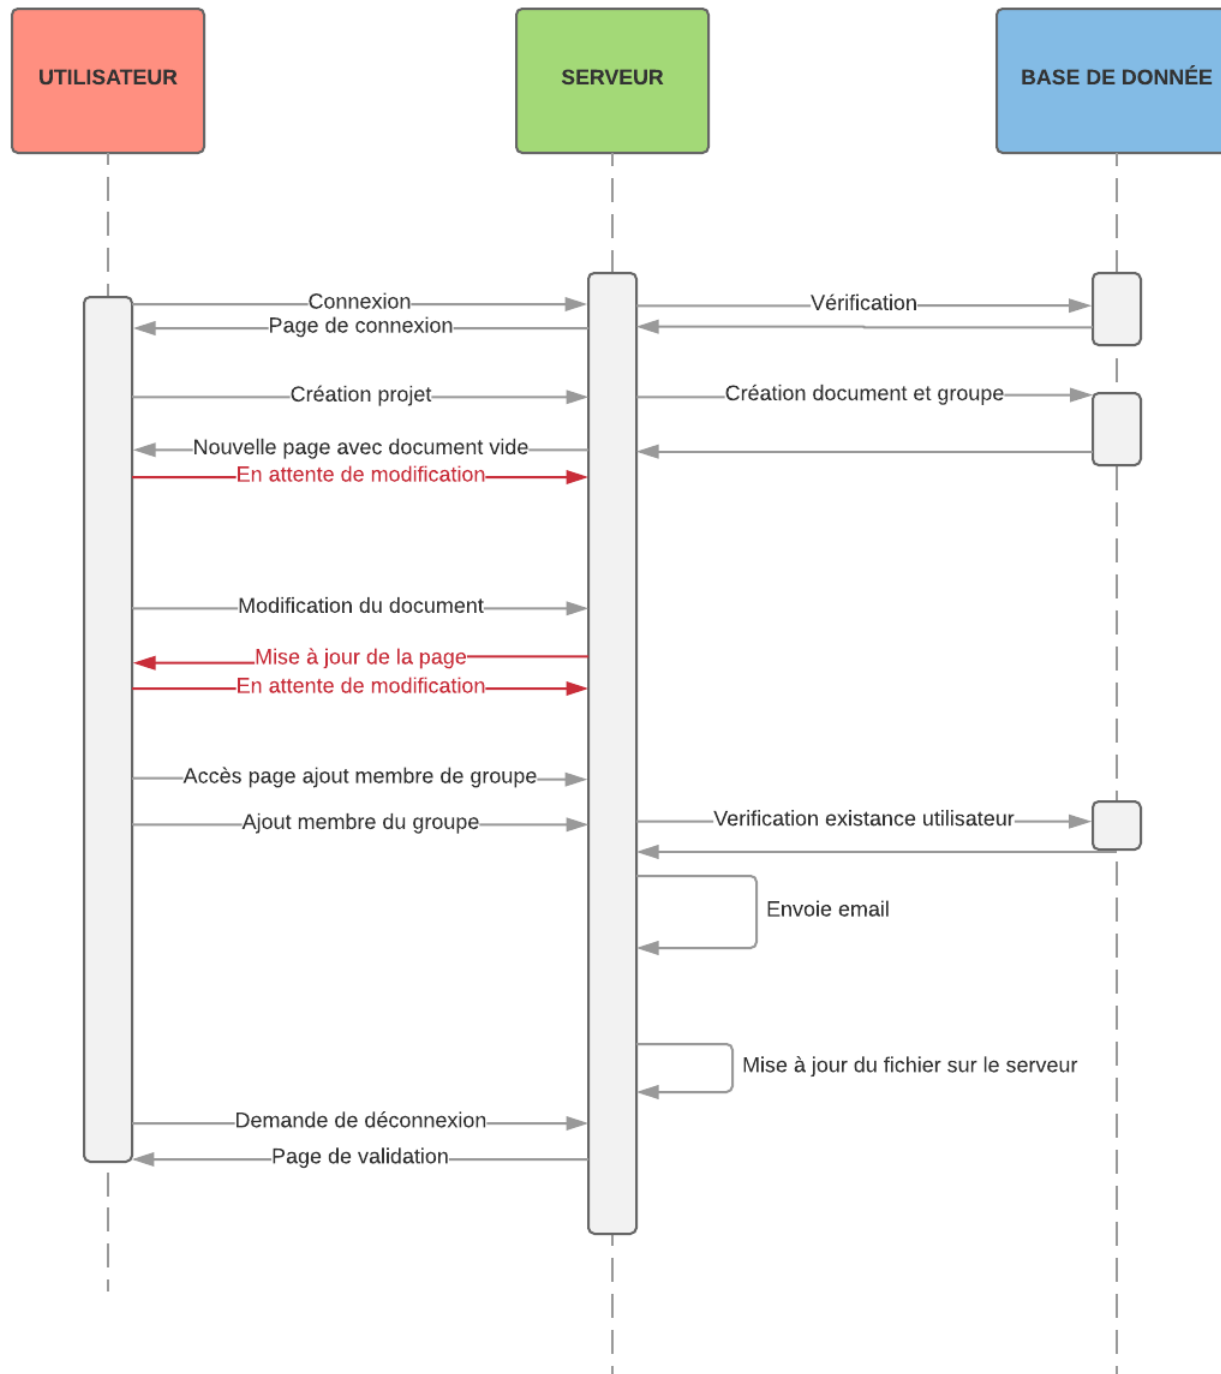 UTILISATEUR
SERVEUR
BASE DE DONNÉE
Connexion
Vérification
Page de connexion
Création projet
Création document et groupe
Nouvelle page avec document vide
En attente de modification
Modification du document
Mise à jour de la page
En attente de modification
Accès page ajout membre de groupe
Ajout membre du groupe
Verification existance utilisateur
Envoie email
Mise à jour du fichier sur le serveur
Demande de déconnexion
Page de validation